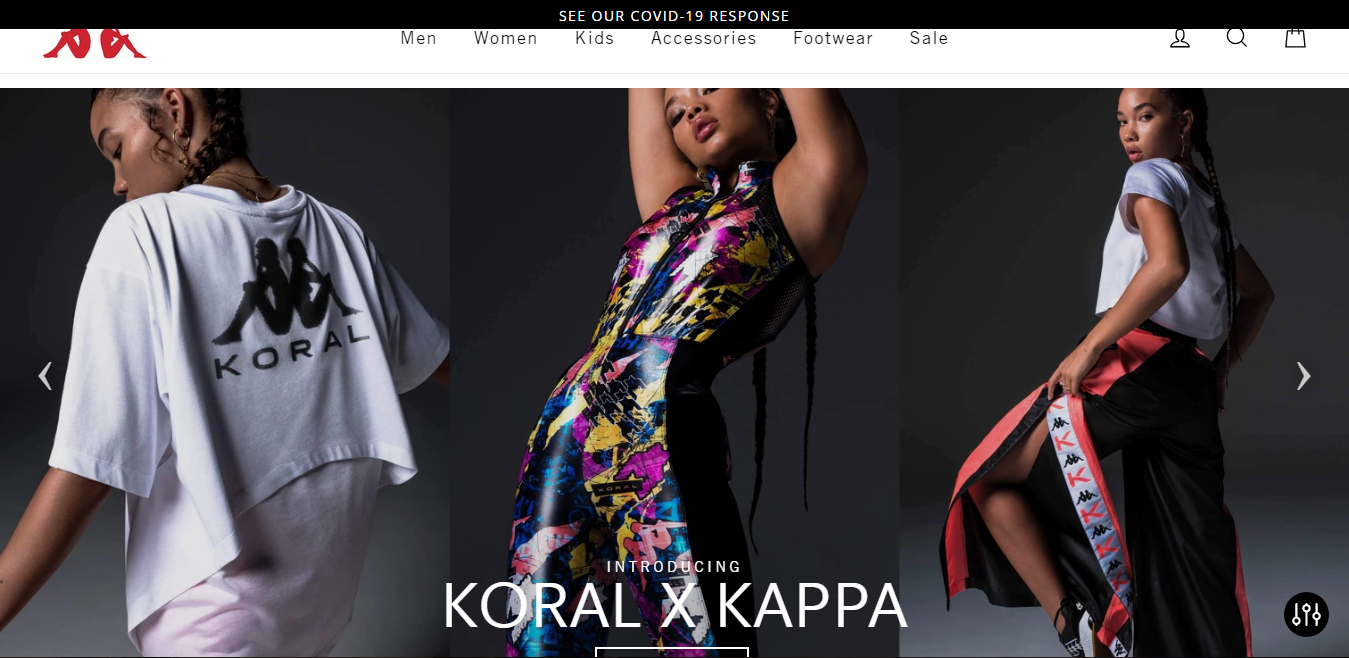 SEE OUR COVID-19 RESPONSE
Men Women Kids Accessories Footwear Sale
KORAL
KORAL
INTRODUCING
KORAL X KAPPA